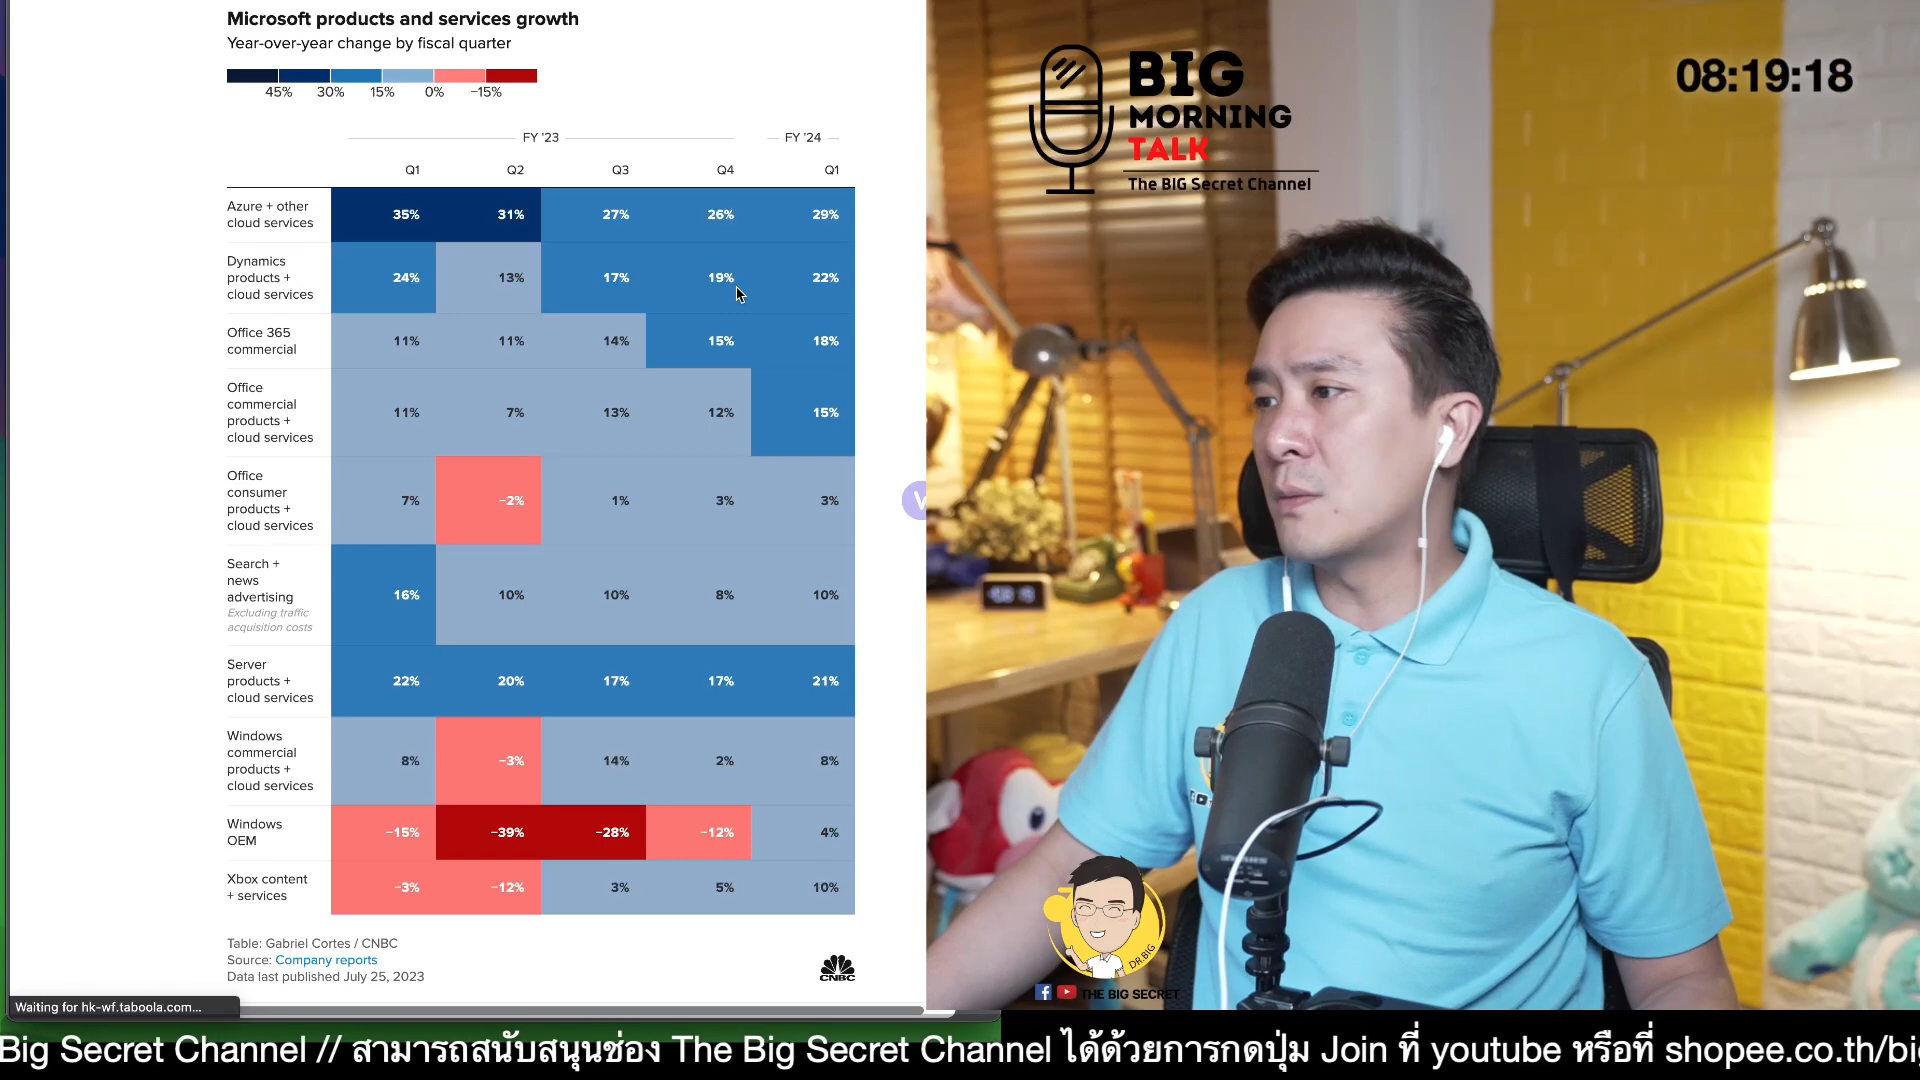 Microsoft products and services growth
Year-over-year change by fiscal quarter
45% 30% 15% 0% −15%
FY '23 FY '24
Q1 Q2 Q3 Q4 Q1
Azure + other
cloud services
35% 31% 27% 26% 29%
Dynamics
products +
cloud services
24% 13% 17% 19% 22%
Office 365
commercial
11% 11% 14% 15% 18%
Office
commercial
products +
cloud services
11% 7% 13% 12% 15%
Office
consumer
products +
cloud services
7% −2% 1% 3% 3%
Search +
news
advertising
Excluding traffic
acquisition costs
16% 10% 10% 8% 10%
Server
products +
cloud services
22% 20% 17% 17% 21%
Windows
commercial
products +
cloud services
8% −3% 14% 2% 8%
Windows
OEM
−15% −39% −28% −12% 4%
Xbox content
+ services
−3% −12% 3% 5% 10%
Table: Gabriel Cortes / CNBC
Source: Company reports
Data last published July 25, 2023
CNBC
Waiting for hk-wf.taboola.com...
BIG
MORNING
TALK
The BIG Secret Channel
08:19:18
DR.BIG
THE BIG SECRET
Big Secret Channel // สามารถสนับสนุนช่อง The Big Secret Channel ได้ด้วยการกดปุ่ม Join ที่ youtube หรือที่ shopee.co.th/bi